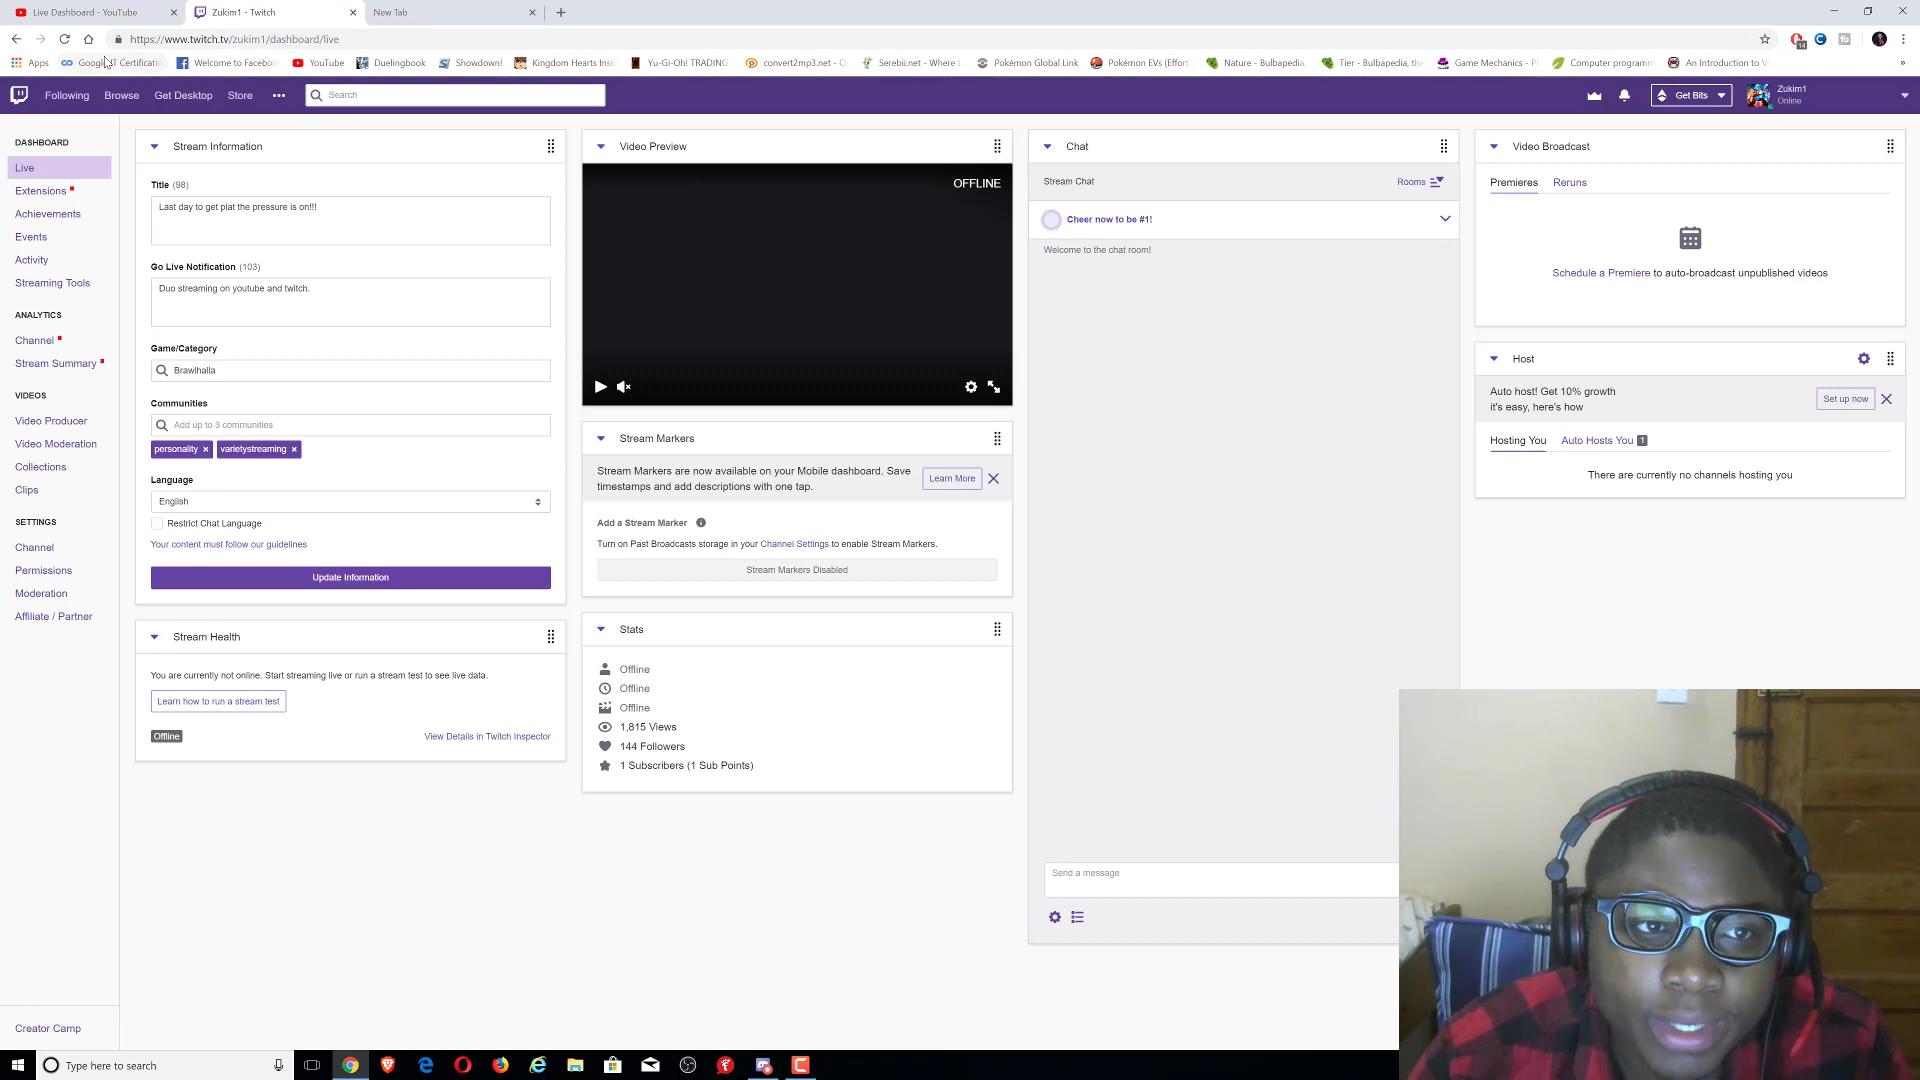 Live Dashboard - YouTube
Zukim1 - Twitch
New Tab
https://www.twitch.tv/zukim1/dashboard/live
14
Apps
Google IT Certificatio
Welcome to Facebo
YouTube
Duelingbook
Showdown!
Kingdom Hearts Insi
Yu-Gi-Oh! TRADING
convert2mp3.net - O
Serebii.net - Where
Pokémon Global Link
Pokémon EVs (Effort
Nature - Bulbapedia,
Tier - Bulbapedia, the
Game Mechanics - P
Computer programm
An Introduction to V
Following
Browse
Get Desktop
Store
Search
Get Bits
Zukim1
Online
DASHBOARD
Live
Extensions
Achievements
Events
Activity
Streaming Tools
ANALYTICS
Channel
Stream Summary
VIDEOS
Video Producer
Video Moderation
Collections
Clips
SETTINGS
Channel
Permissions
Moderation
Affiliate / Partner
Creator Camp
Stream Information
Title (98)
Last day to get plat the pressure is on!!!
Go Live Notification (103)
Duo streaming on youtube and twitch.
Game/Category
Brawlhalla
Communities
Add up to 3 communities
personality ×
varietystreaming ×
Language
English
Restrict Chat Language
Your content must follow our guidelines
Update Information
Stream Health
You are currently not online. Start streaming live or run a stream test to see live data.
Learn how to run a stream test
Offline
View Details in Twitch Inspector
Video Preview
OFFLINE
Stream Markers
Stream Markers are now available on your Mobile dashboard. Save
timestamps and add descriptions with one tap.
Learn More
Add a Stream Marker
Turn on Past Broadcasts storage in your Channel Settings to enable Stream Markers.
Stream Markers Disabled
Stats
Offline
Offline
Offline
1,815 Views
144 Followers
1 Subscribers (1 Sub Points)
Chat
Stream Chat
Rooms
Cheer now to be #1!
Welcome to the chat room!
Send a message
Video Broadcast
Premieres
Reruns
Schedule a Premiere to auto-broadcast unpublished videos
Host
Auto host! Get 10% growth
it's easy, here's how
Set up now
Hosting You
Auto Hosts You 1
There are currently no channels hosting you
Type here to search